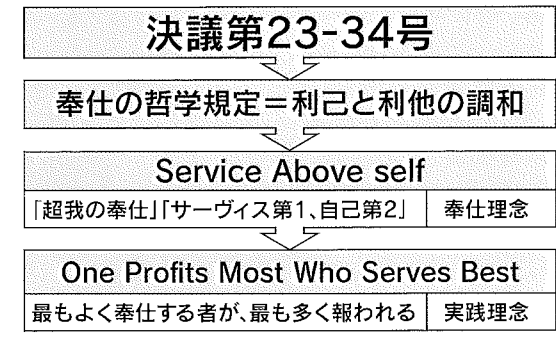 決議第23-34号
奉仕の哲学規定＝利己と利他の調和
Service Above self
「超我の奉仕」「サーヴィス第1、自己第2」 奉仕理念
One Profits Most Who Serves Best
最もよく奉仕する者が、最も多く報われる 実践理念